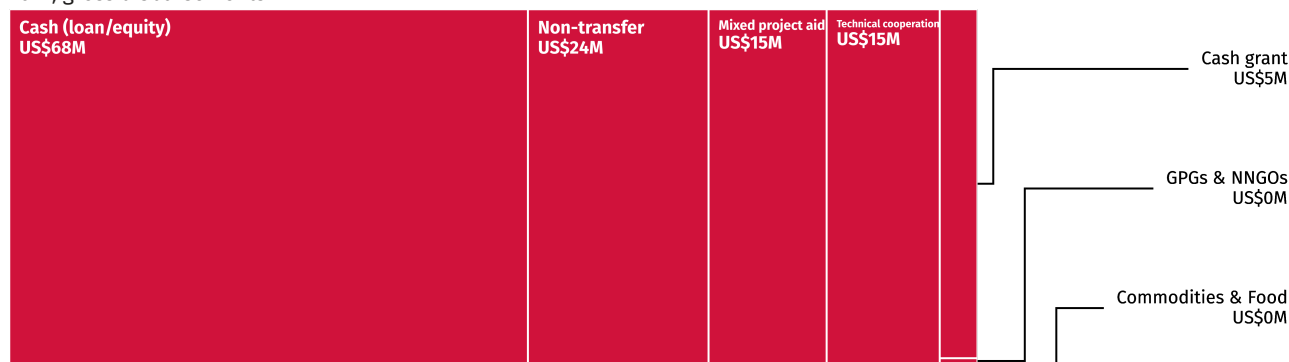 Cash (loan/equity)
US$68M
Non-transfer
US$24M
Mixed project aid
US$15M
Technical cooperation
US$15M
Cash grant
US$5M
GPGs & NNGOs
US$0M
Commodities & Food
US$0M